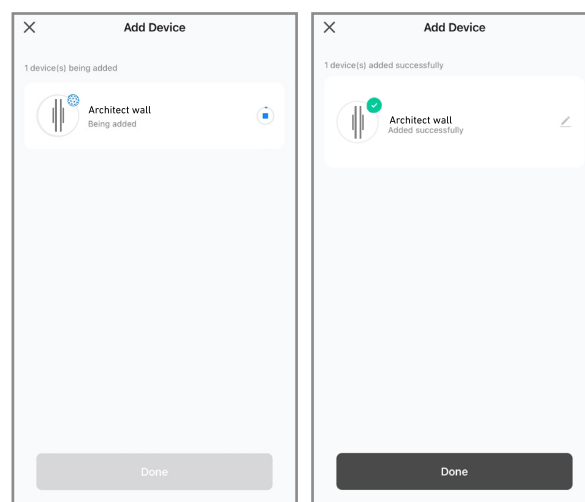 Add Device
1 device(s) being added
Architect wall
Being added
Done
Add Device
1 device(s) added successfully
Architect wall
Added successfully
Done